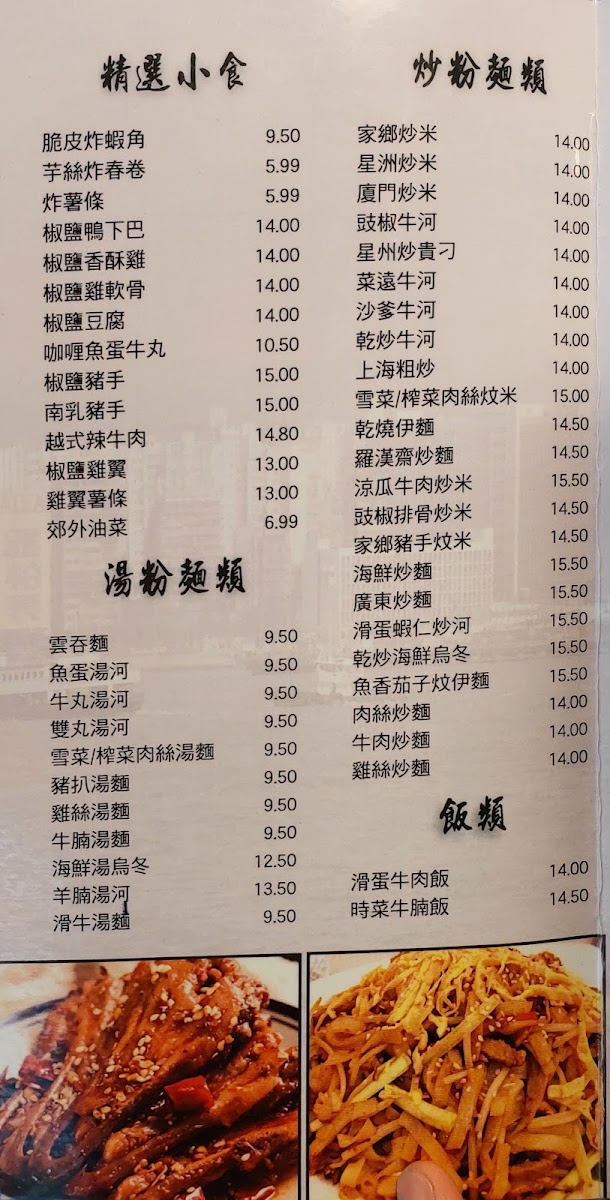 精選小食
脆皮炸蝦角 9.50
芋絲炸春卷 5.99
炸薯條 5.99
椒鹽鴨下巴 14.00
椒鹽香酥雞 14.00
椒鹽雞軟骨 14.00
椒鹽豆腐 14.00
咖喱魚蛋牛丸 10.50
椒鹽豬手 15.00
南乳豬手 15.00
越式辣牛肉 14.80
椒鹽雞翼 13.00
雞翼薯條 13.00
郊外油菜 6.99
湯粉麵類
雲吞麵 9.50
魚蛋湯河 9.50
牛丸湯河 9.50
雙丸湯河 9.50
雪菜/榨菜肉絲湯麵 9.50
豬扒湯麵 9.50
雞絲湯麵 9.50
牛腩湯麵 9.50
海鮮湯烏冬 12.50
羊腩湯河 13.50
滑牛湯麵 9.50
炒粉麵類
家鄉炒米 14.00
星洲炒米 14.00
廈門炒米 14.00
豉椒牛河 14.00
星州炒貴刁 14.00
菜遠牛河 14.00
沙爹牛河 14.00
乾炒牛河 14.00
上海粗炒 14.00
雪菜/榨菜肉絲炆米 15.00
乾燒伊麵 14.50
羅漢齋炒麵 14.50
涼瓜牛肉炒米 15.50
豉椒排骨炒米 14.50
家鄉豬手炆米 14.50
海鮮炒麵 15.50
廣東炒麵 15.50
滑蛋蝦仁炒河 15.50
乾炒海鮮烏冬 15.50
魚香茄子炆伊麵 15.50
肉絲炒麵 14.00
牛肉炒麵 14.00
雞絲炒麵 14.00
飯類
滑蛋牛肉飯 14.00
時菜牛腩飯 14.50